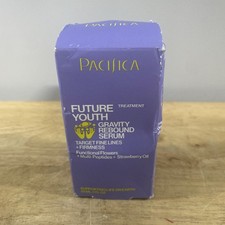 PACIFICA
FUTURE
YOUTH
TREATMENT
GRAVITY
REBOUND
SERUM
TARGET FINE LINES
+ FIRMNESS
Functional Flowers
+ Multi Peptides + Strawberry Oil